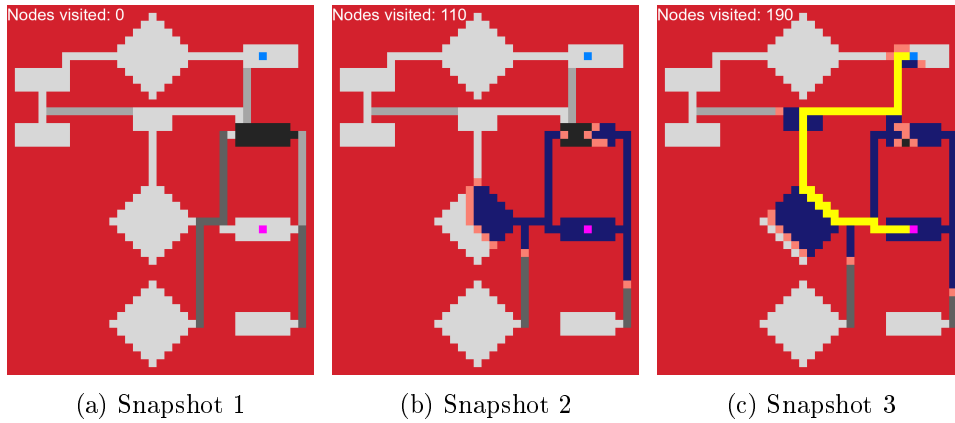 Nodes visited: 0
Nodes visited: 110
Nodes visited: 190
(a) Snapshot 1
(b) Snapshot 2
(c) Snapshot 3